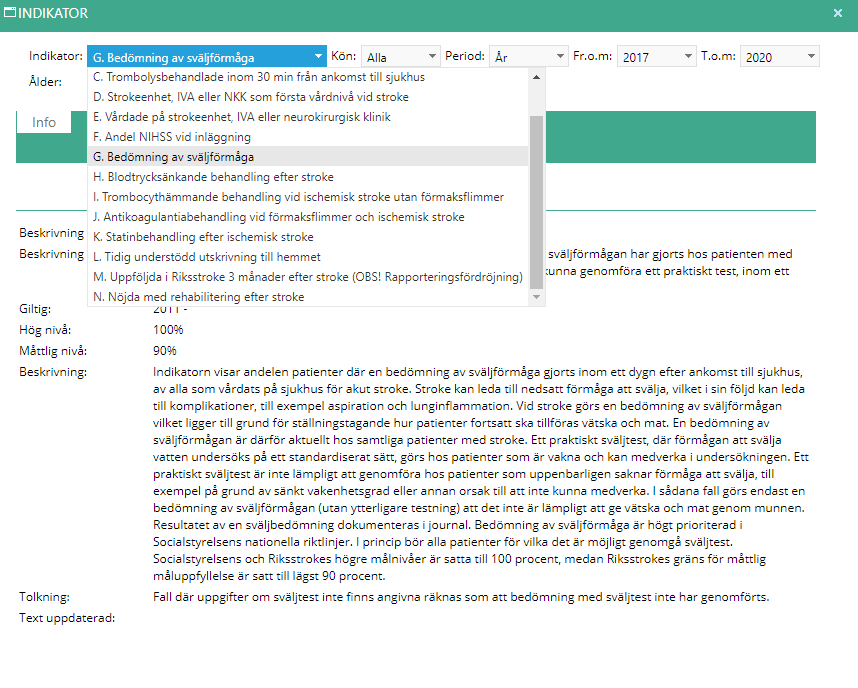 INDIKATOR
Indikator: G. Bedömning av sväljförmåga Kön: Alla Period: År Fr.o.m: 2017 T.o.m: 2020
Ålder:
C. Trombolysbehandlade inom 30 min från ankomst till sjukhus
D. Strokeenhet, IVA eller NKK som första vårdnivå vid stroke
E. Vårdade på strokeenhet, IVA eller neurokirurgisk klinik
Info
F. Andel NIHSS vid inläggning
G. Bedömning av sväljförmåga
H. Blodtrycksänkande behandling efter stroke
I. Trombocythämmande behandling vid ischemisk stroke utan förmaksflimmer
J. Antikoagulantiabehandling vid förmaksflimmer och ischemisk stroke
K. Statinbehandling efter ischemisk stroke
L. Tidig understödd utskrivning till hemmet
M. Uppföljda i Riksstroke 3 månader efter stroke (OBS! Rapporteringsfördröjning)
N. Nöjda med rehabilitering efter stroke
Beskrivning
Beskrivning sväljförmågan har gjorts hos patienten med
kunna genomföra ett praktiskt test, inom ett
Giltig: 2011 -
Hög nivå: 100%
Måttlig nivå: 90%
Beskrivning: Indikatorn visar andelen patienter där en bedömning av sväljförmåga gjorts inom ett dygn efter ankomst till sjukhus,
av alla som vårdats på sjukhus för akut stroke. Stroke kan leda till nedsatt förmåga att svälja, vilket i sin följd kan leda
till komplikationer, till exempel aspiration och lunginflammation. Vid stroke görs en bedömning av sväljförmågan
vilket ligger till grund för ställningstagande hur patienter fortsatt ska tillföras vätska och mat. En bedömning av
sväljförmågan är därför aktuellt hos samtliga patienter med stroke. Ett praktiskt sväljtest, där förmågan att svälja
vatten undersöks på ett standardiserat sätt, görs hos patienter som är vakna och kan medverka i undersökningen. Ett
praktiskt sväljtest är inte lämpligt att genomföra hos patienter som uppenbarligen saknar förmåga att svälja, till
exempel på grund av sänkt vakenhetsgrad eller annan orsak till att inte kunna medverka. I sådana fall görs endast en
bedömning av sväljförmågan (utan ytterligare testning) att det inte är lämpligt att ge vätska och mat genom munnen.
Resultatet av en sväljbedömning dokumenteras i journal. Bedömning av sväljförmåga är högt prioriterad i
Socialstyrelsens nationella riktlinjer. I princip bör alla patienter för vilka det är möjligt genomgå sväljtest.
Socialstyrelsens och Riksstrokes högre målnivåer är satta till 100 procent, medan Riksstrokes gräns för måttlig
måluppfyllelse är satt till lägst 90 procent.
Tolkning: Fall där uppgifter om sväljtest inte finns angivna räknas som att bedömning med sväljtest inte har genomförts.
Text uppdaterad: